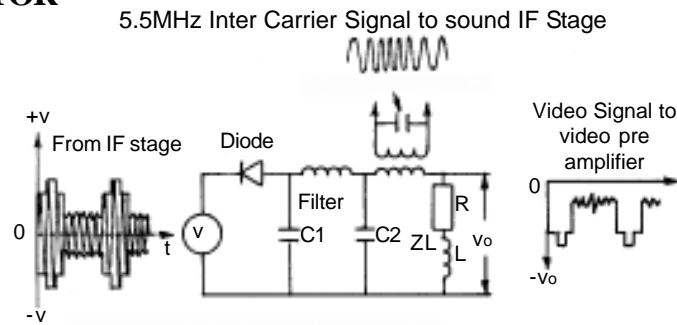 TOR
5.5MHz Inter Carrier Signal to sound IF Stage
+v
From IF stage
0
t
-v
Diode
v
Filter
C1
C2
R
ZL
L
vo
Video Signal to
video pre
amplifier
0
-vo